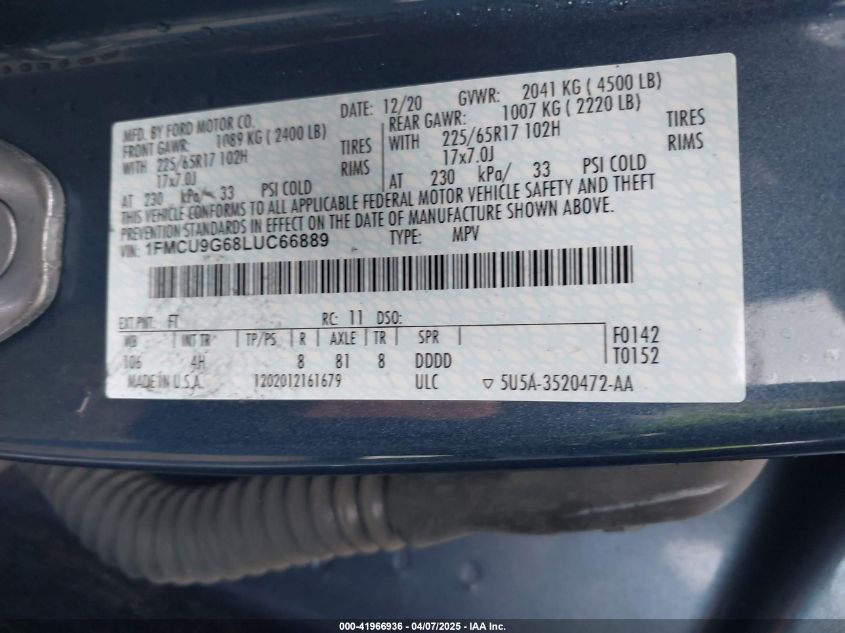 MFD. BY FORD MOTOR CO.
DATE: 12/20 GVWR: 2041 KG ( 4500 LB)
FRONT GAWR: 1089 KG ( 2400 LB)
REAR GAWR: 1007 KG ( 2220 LB)
WITH 225/65R17 102H TIRES
WITH 225/65R17 102H TIRES
17x7.0J RIMS
17x7.0J RIMS
AT 230 kPa/ 33 PSI COLD
AT 230 kPa/ 33 PSI COLD
THIS VEHICLE CONFORMS TO ALL APPLICABLE FEDERAL MOTOR VEHICLE SAFETY AND THEFT
PREVENTION STANDARDS IN EFFECT ON THE DATE OF MANUFACTURE SHOWN ABOVE.
VIN: 1FMCU9G68LUC66889 TYPE: MPV
EXT PNT: FT RC: 11 DSO:
WB INT TR TP/PS R AXLE TR SPR F0142
106 4H 8 81 8 DDDD T0152
MADE IN U.S.A. 1202012161679 ULC ▽ 5U5A-3520472-AA
000-41966936 - 04/07/2025 - IAA Inc.